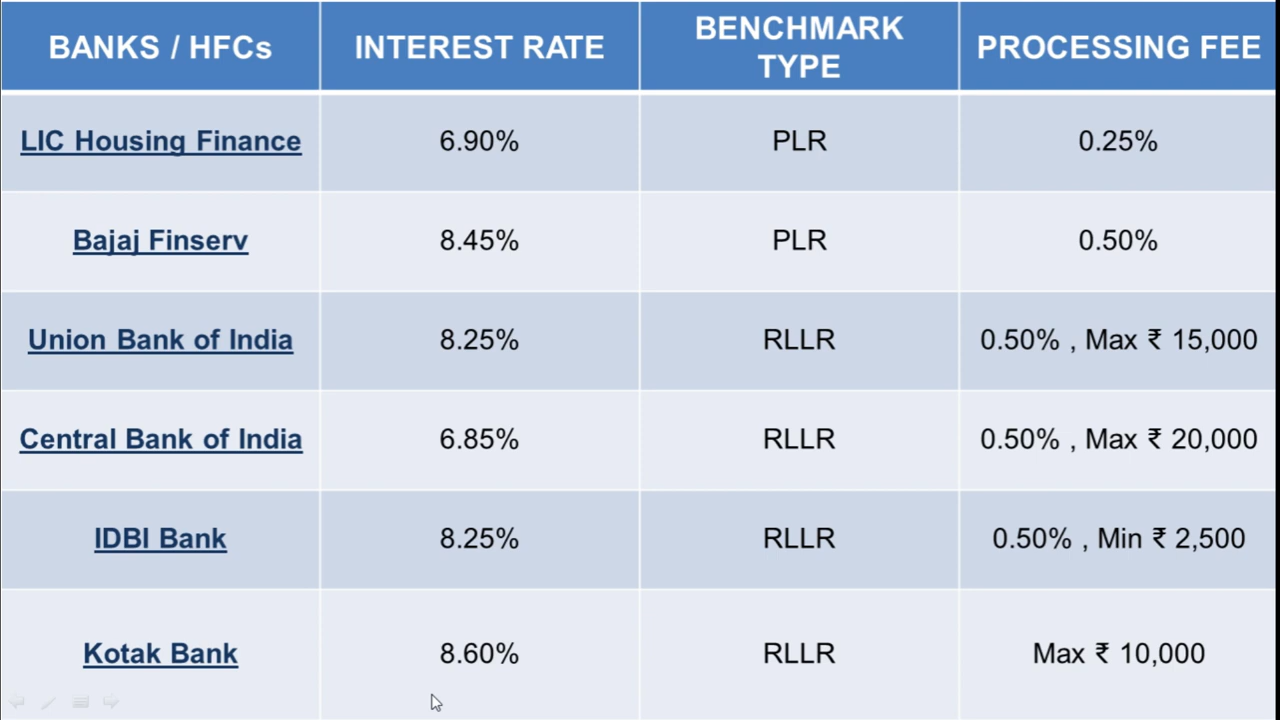 BANKS / HFCs INTEREST RATE BENCHMARK TYPE PROCESSING FEE
LIC Housing Finance 6.90% PLR 0.25%
Bajaj Finserv 8.45% PLR 0.50%
Union Bank of India 8.25% RLLR 0.50% , Max ₹ 15,000
Central Bank of India 6.85% RLLR 0.50% , Max ₹ 20,000
IDBI Bank 8.25% RLLR 0.50% , Min ₹ 2,500
Kotak Bank 8.60% RLLR Max ₹ 10,000